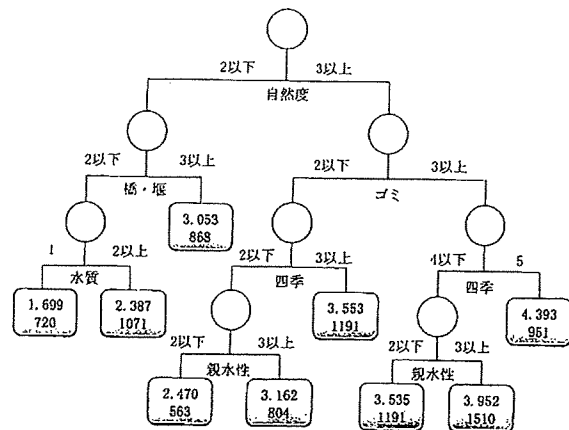 2以下 3以上
自然度
2以下 3以上
橋・堰
2以下 3以上
ゴミ
3.053
868
1 2以上
水質
2以下 3以上
四季
4以下 5
四季
1.699
720
2.387
1071
3.553
1191
4.393
951
2以下 3以上
親水性
2以下 3以上
親水性
2.470
563
3.162
804
3.535
1191
3.952
1510